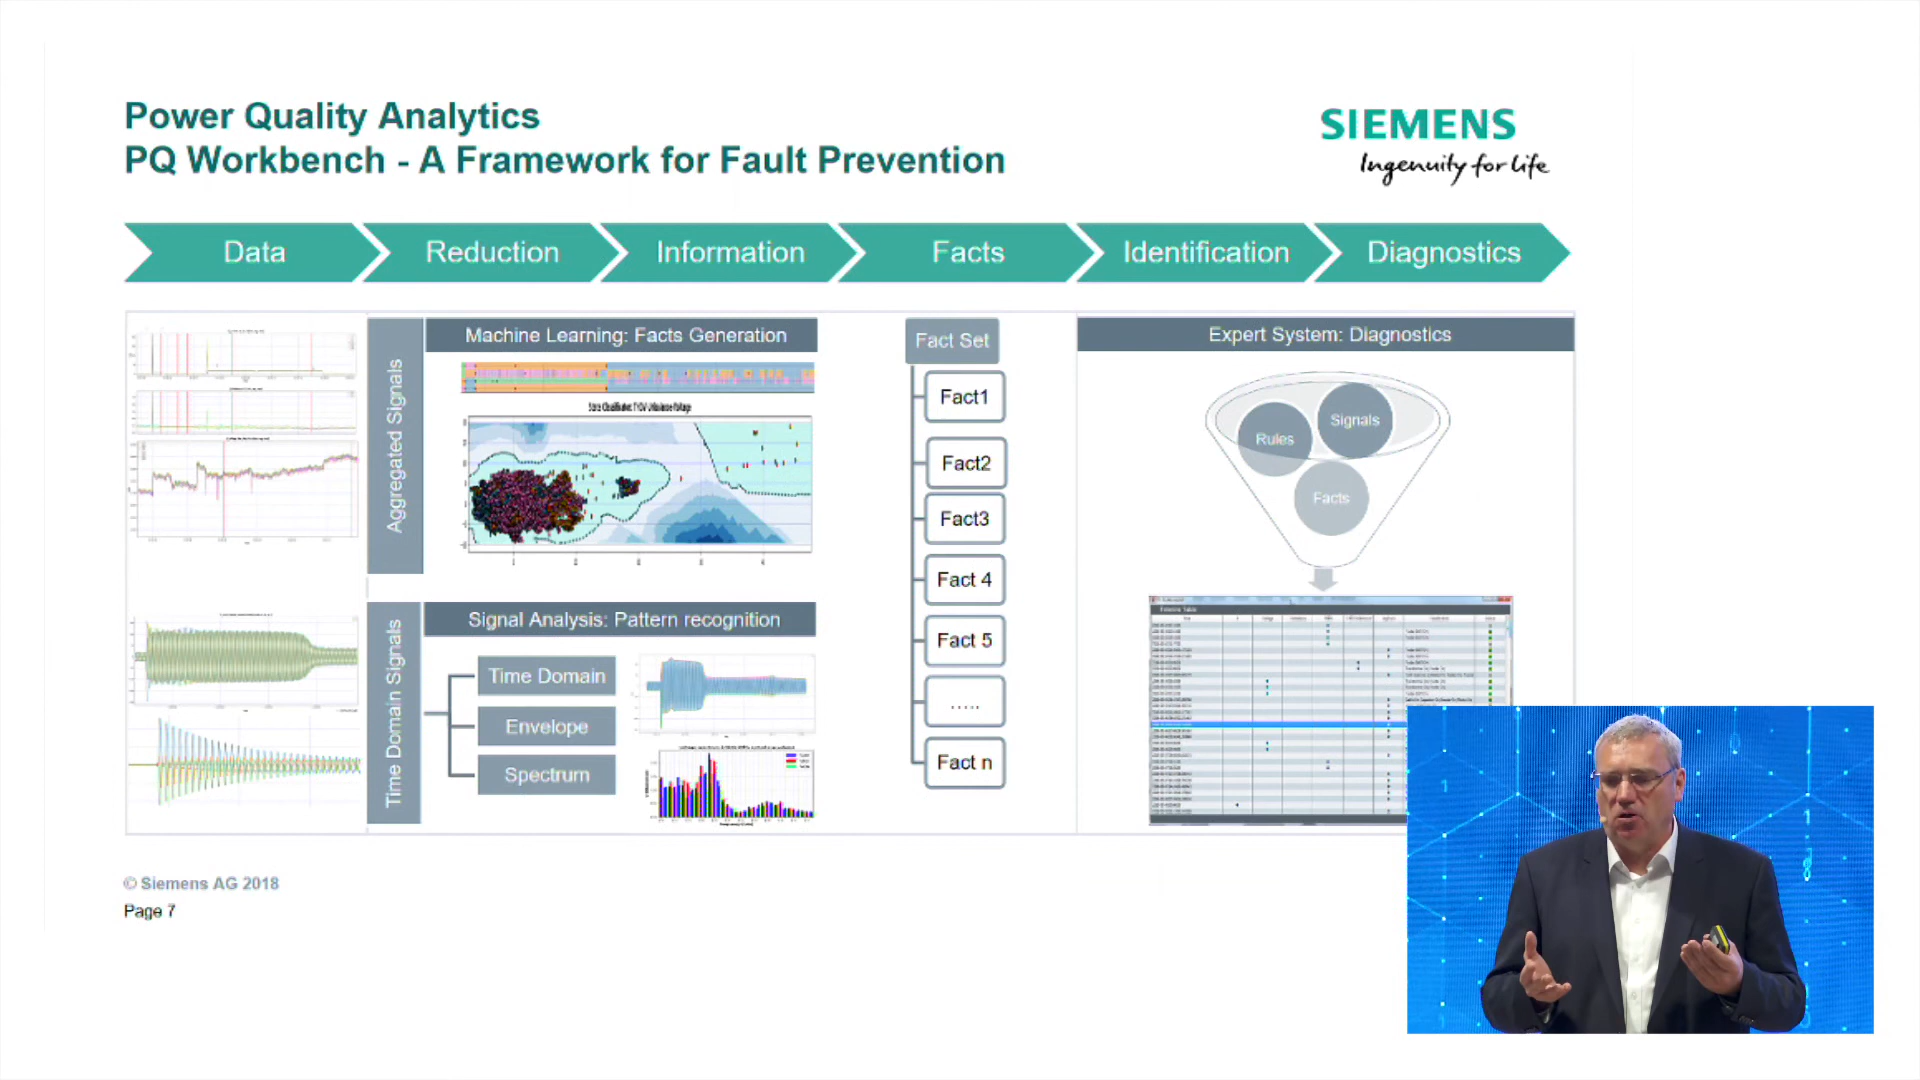 Power Quality Analytics
PQ Workbench - A Framework for Fault Prevention
SIEMENS
Ingenuity for life
Data
Reduction
Information
Facts
Identification
Diagnostics
Aggregated Signals
Machine Learning: Facts Generation
Time Domain Signals
Signal Analysis: Pattern recognition
Time Domain
Envelope
Spectrum
Fact Set
Fact1
Fact2
Fact3
Fact 4
Fact 5
.....
Fact n
Expert System: Diagnostics
Rules
Signals
Facts
© Siemens AG 2018
Page 7